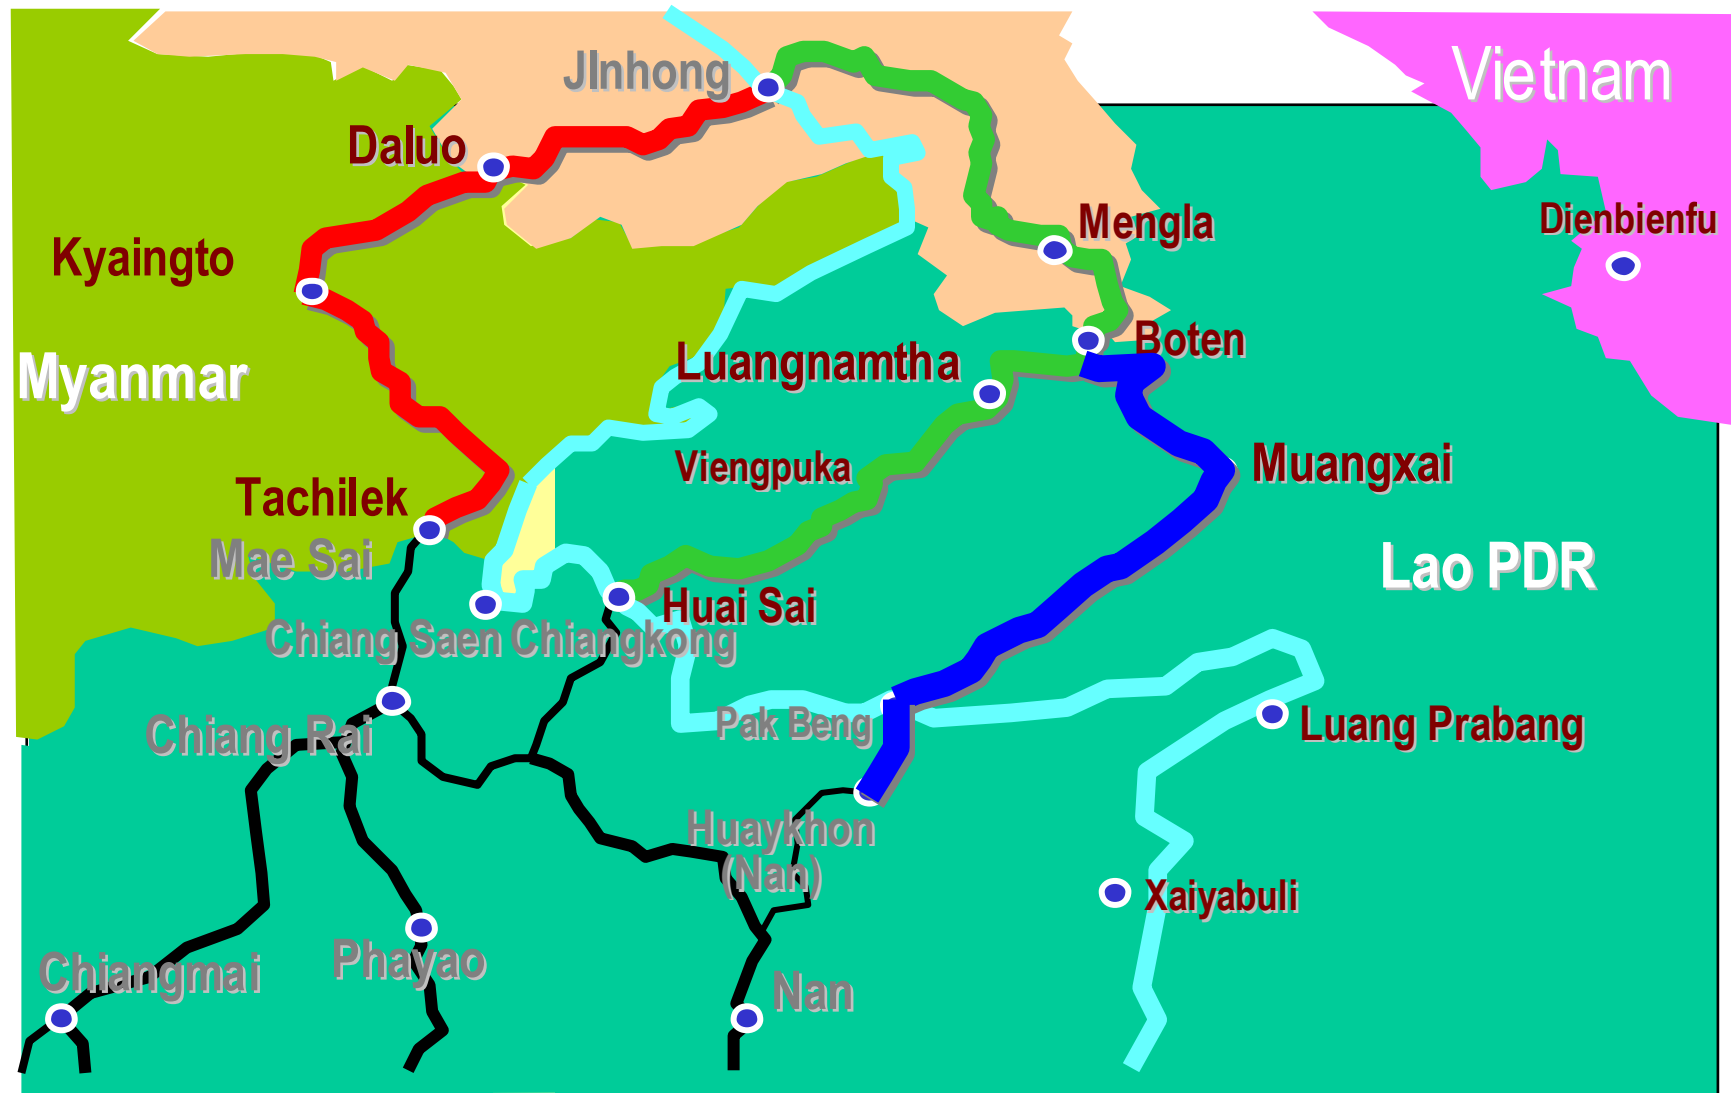 Vietnam
JInhong
Daluo
Mengla
Dienbienfu
Kyaingto
Boten
Luangnamtha
Myanmar
Viengpuka
Muangxai
Tachilek
Mae Sai
Lao PDR
Huai Sai
Chiang Saen Chiangkong
Pak Beng
Luang Prabang
Chiang Rai
Huaykhon
(Nan)
Xaiyabuli
Phayao
Chiangmai
Nan